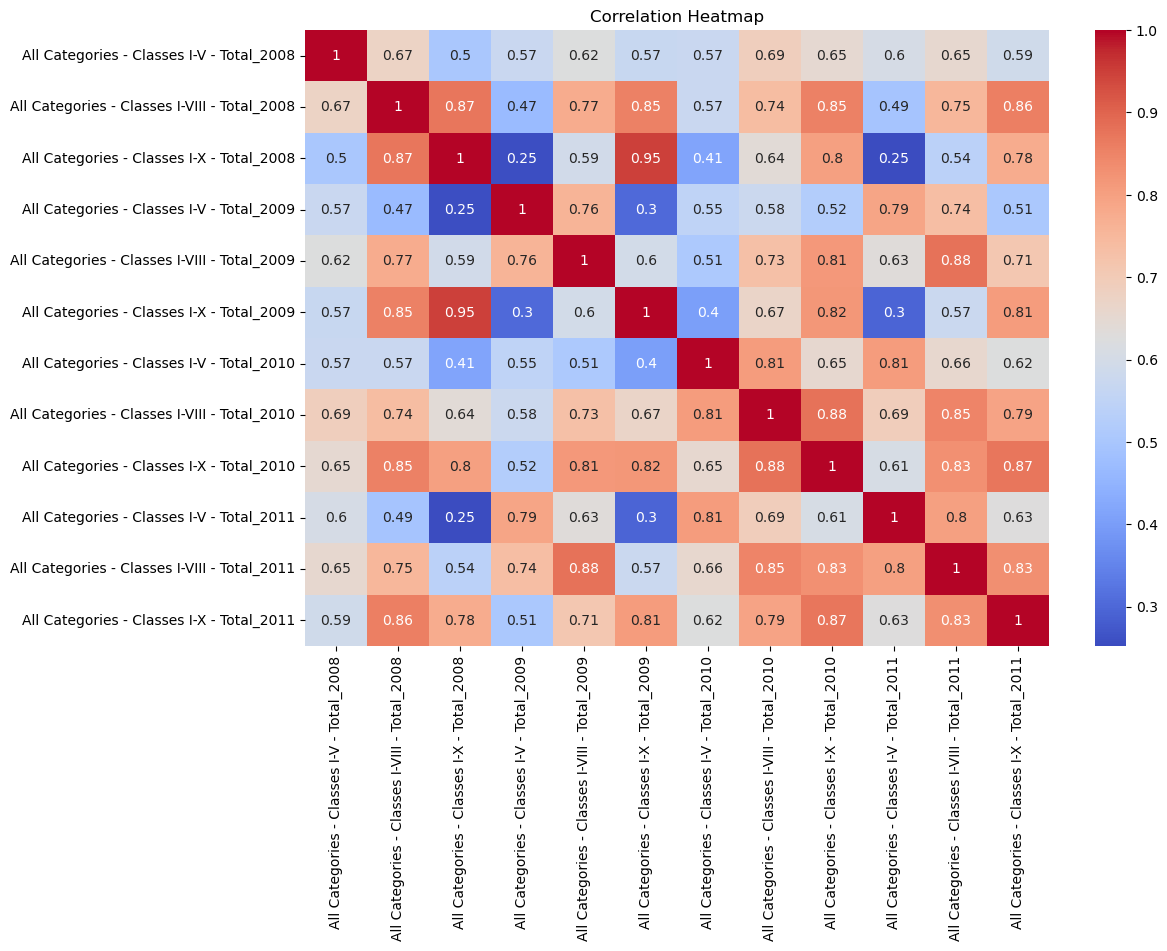 Correlation Heatmap
All Categories - Classes I-V - Total_2008 1 0.67 0.5 0.57 0.62 0.57 0.57 0.69 0.65 0.6 0.65 0.59
All Categories - Classes I-VIII - Total_2008 0.67 1 0.87 0.47 0.77 0.85 0.57 0.74 0.85 0.49 0.75 0.86
All Categories - Classes I-X - Total_2008 0.5 0.87 1 0.25 0.59 0.95 0.41 0.64 0.8 0.25 0.54 0.78
All Categories - Classes I-V - Total_2009 0.57 0.47 0.25 1 0.76 0.3 0.55 0.58 0.52 0.79 0.74 0.51
All Categories - Classes I-VIII - Total_2009 0.62 0.77 0.59 0.76 1 0.6 0.51 0.73 0.81 0.63 0.88 0.71
All Categories - Classes I-X - Total_2009 0.57 0.85 0.95 0.3 0.6 1 0.4 0.67 0.82 0.3 0.57 0.81
All Categories - Classes I-V - Total_2010 0.57 0.57 0.41 0.55 0.51 0.4 1 0.81 0.65 0.81 0.66 0.62
All Categories - Classes I-VIII - Total_2010 0.69 0.74 0.64 0.58 0.73 0.67 0.81 1 0.88 0.69 0.85 0.79
All Categories - Classes I-X - Total_2010 0.65 0.85 0.8 0.52 0.81 0.82 0.65 0.88 1 0.61 0.83 0.87
All Categories - Classes I-V - Total_2011 0.6 0.49 0.25 0.79 0.63 0.3 0.81 0.69 0.61 1 0.8 0.63
All Categories - Classes I-VIII - Total_2011 0.65 0.75 0.54 0.74 0.88 0.57 0.66 0.85 0.83 0.8 1 0.83
All Categories - Classes I-X - Total_2011 0.59 0.86 0.78 0.51 0.71 0.81 0.62 0.79 0.87 0.63 0.83 1
All Categories - Classes I-V - Total_2008
All Categories - Classes I-VIII - Total_2008
All Categories - Classes I-X - Total_2008
All Categories - Classes I-V - Total_2009
All Categories - Classes I-VIII - Total_2009
All Categories - Classes I-X - Total_2009
All Categories - Classes I-V - Total_2010
All Categories - Classes I-VIII - Total_2010
All Categories - Classes I-X - Total_2010
All Categories - Classes I-V - Total_2011
All Categories - Classes I-VIII - Total_2011
All Categories - Classes I-X - Total_2011
1.0
0.9
0.8
0.7
0.6
0.5
0.4
0.3